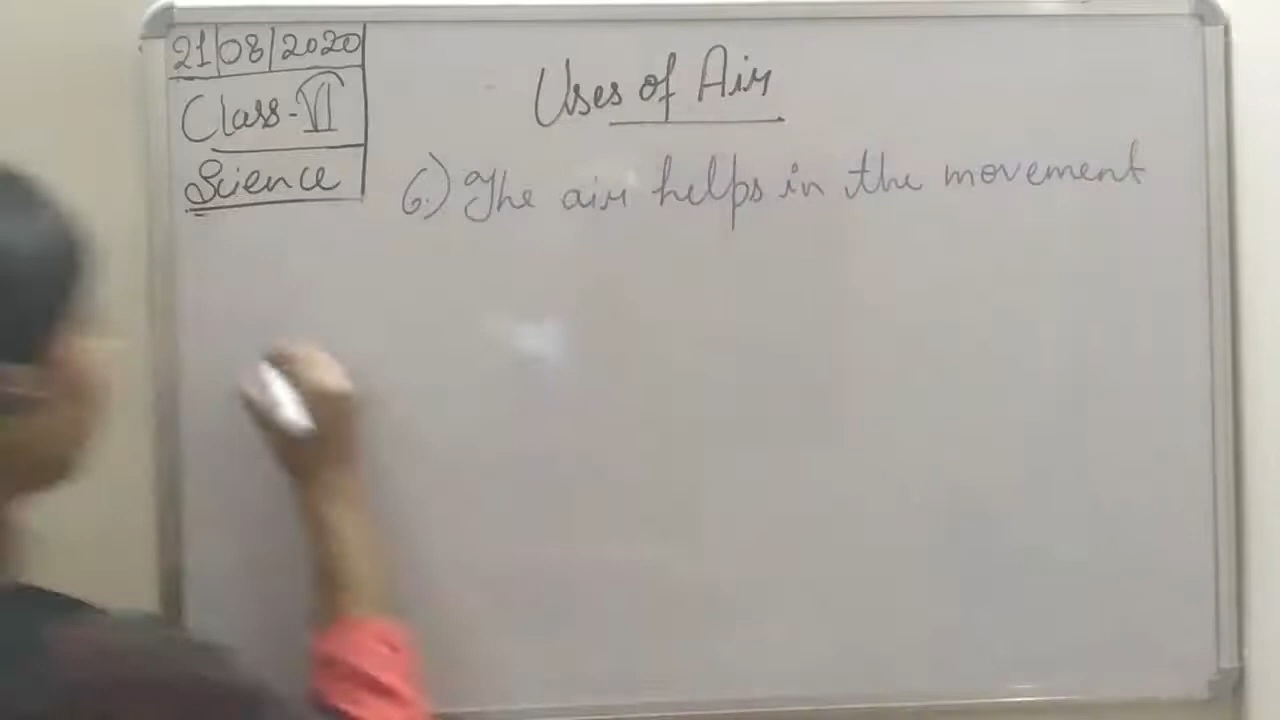 21/08/2020
Class-VI
Science
Uses of Air
6.) The air helps in the movement